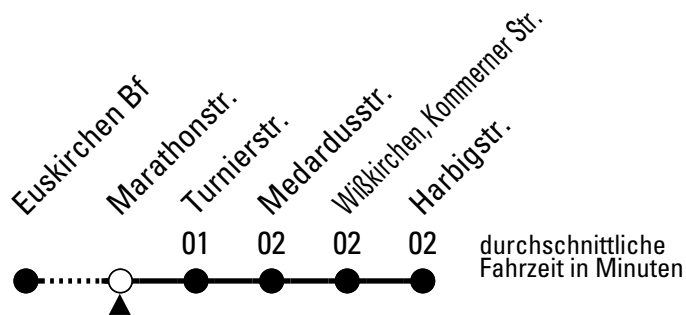 Euskirchen Bf
Marathonstr.
Turnierstr.
Medardusstr.
Wißkirchen, Kommerner Str.
Harbigstr.
01 02 02 02
durchschnittliche
Fahrzeit in Minuten